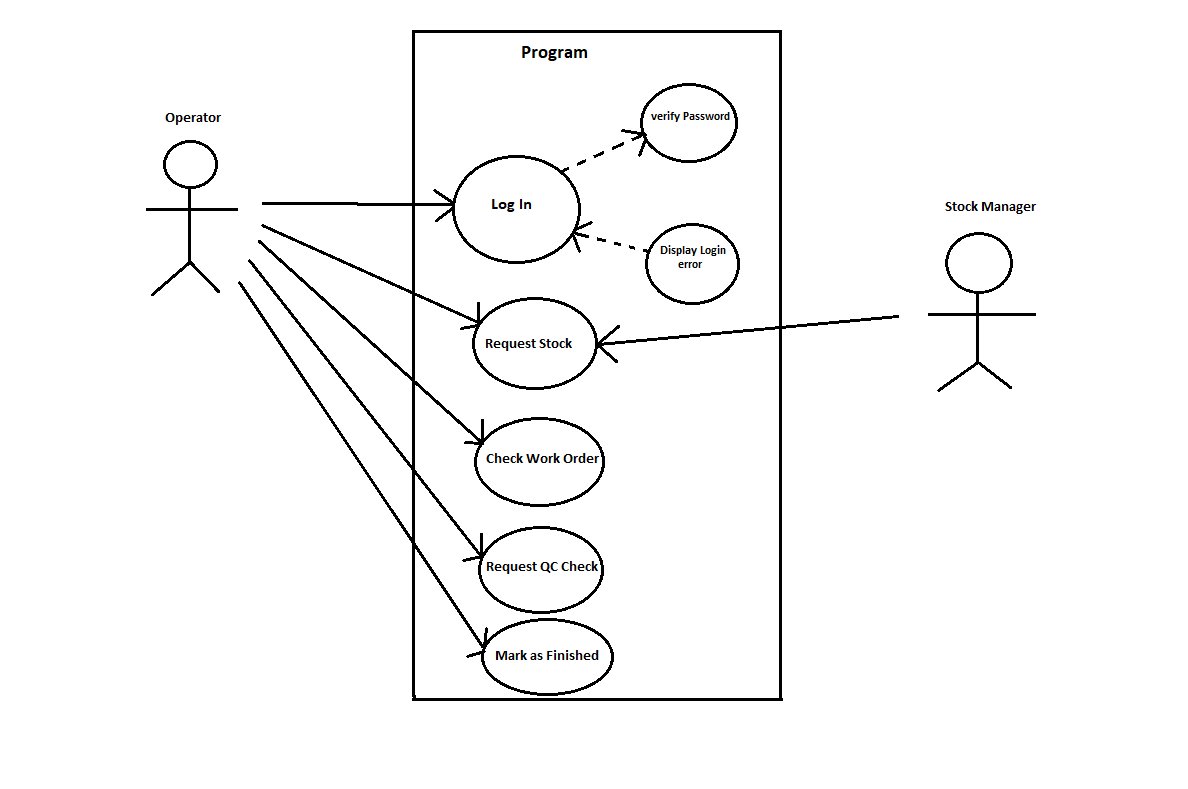 Program
Operator
verify Password
Log In
Stock Manager
Display Login
error
Request Stock
Check Work Order
Request QC Check
Mark as Finished